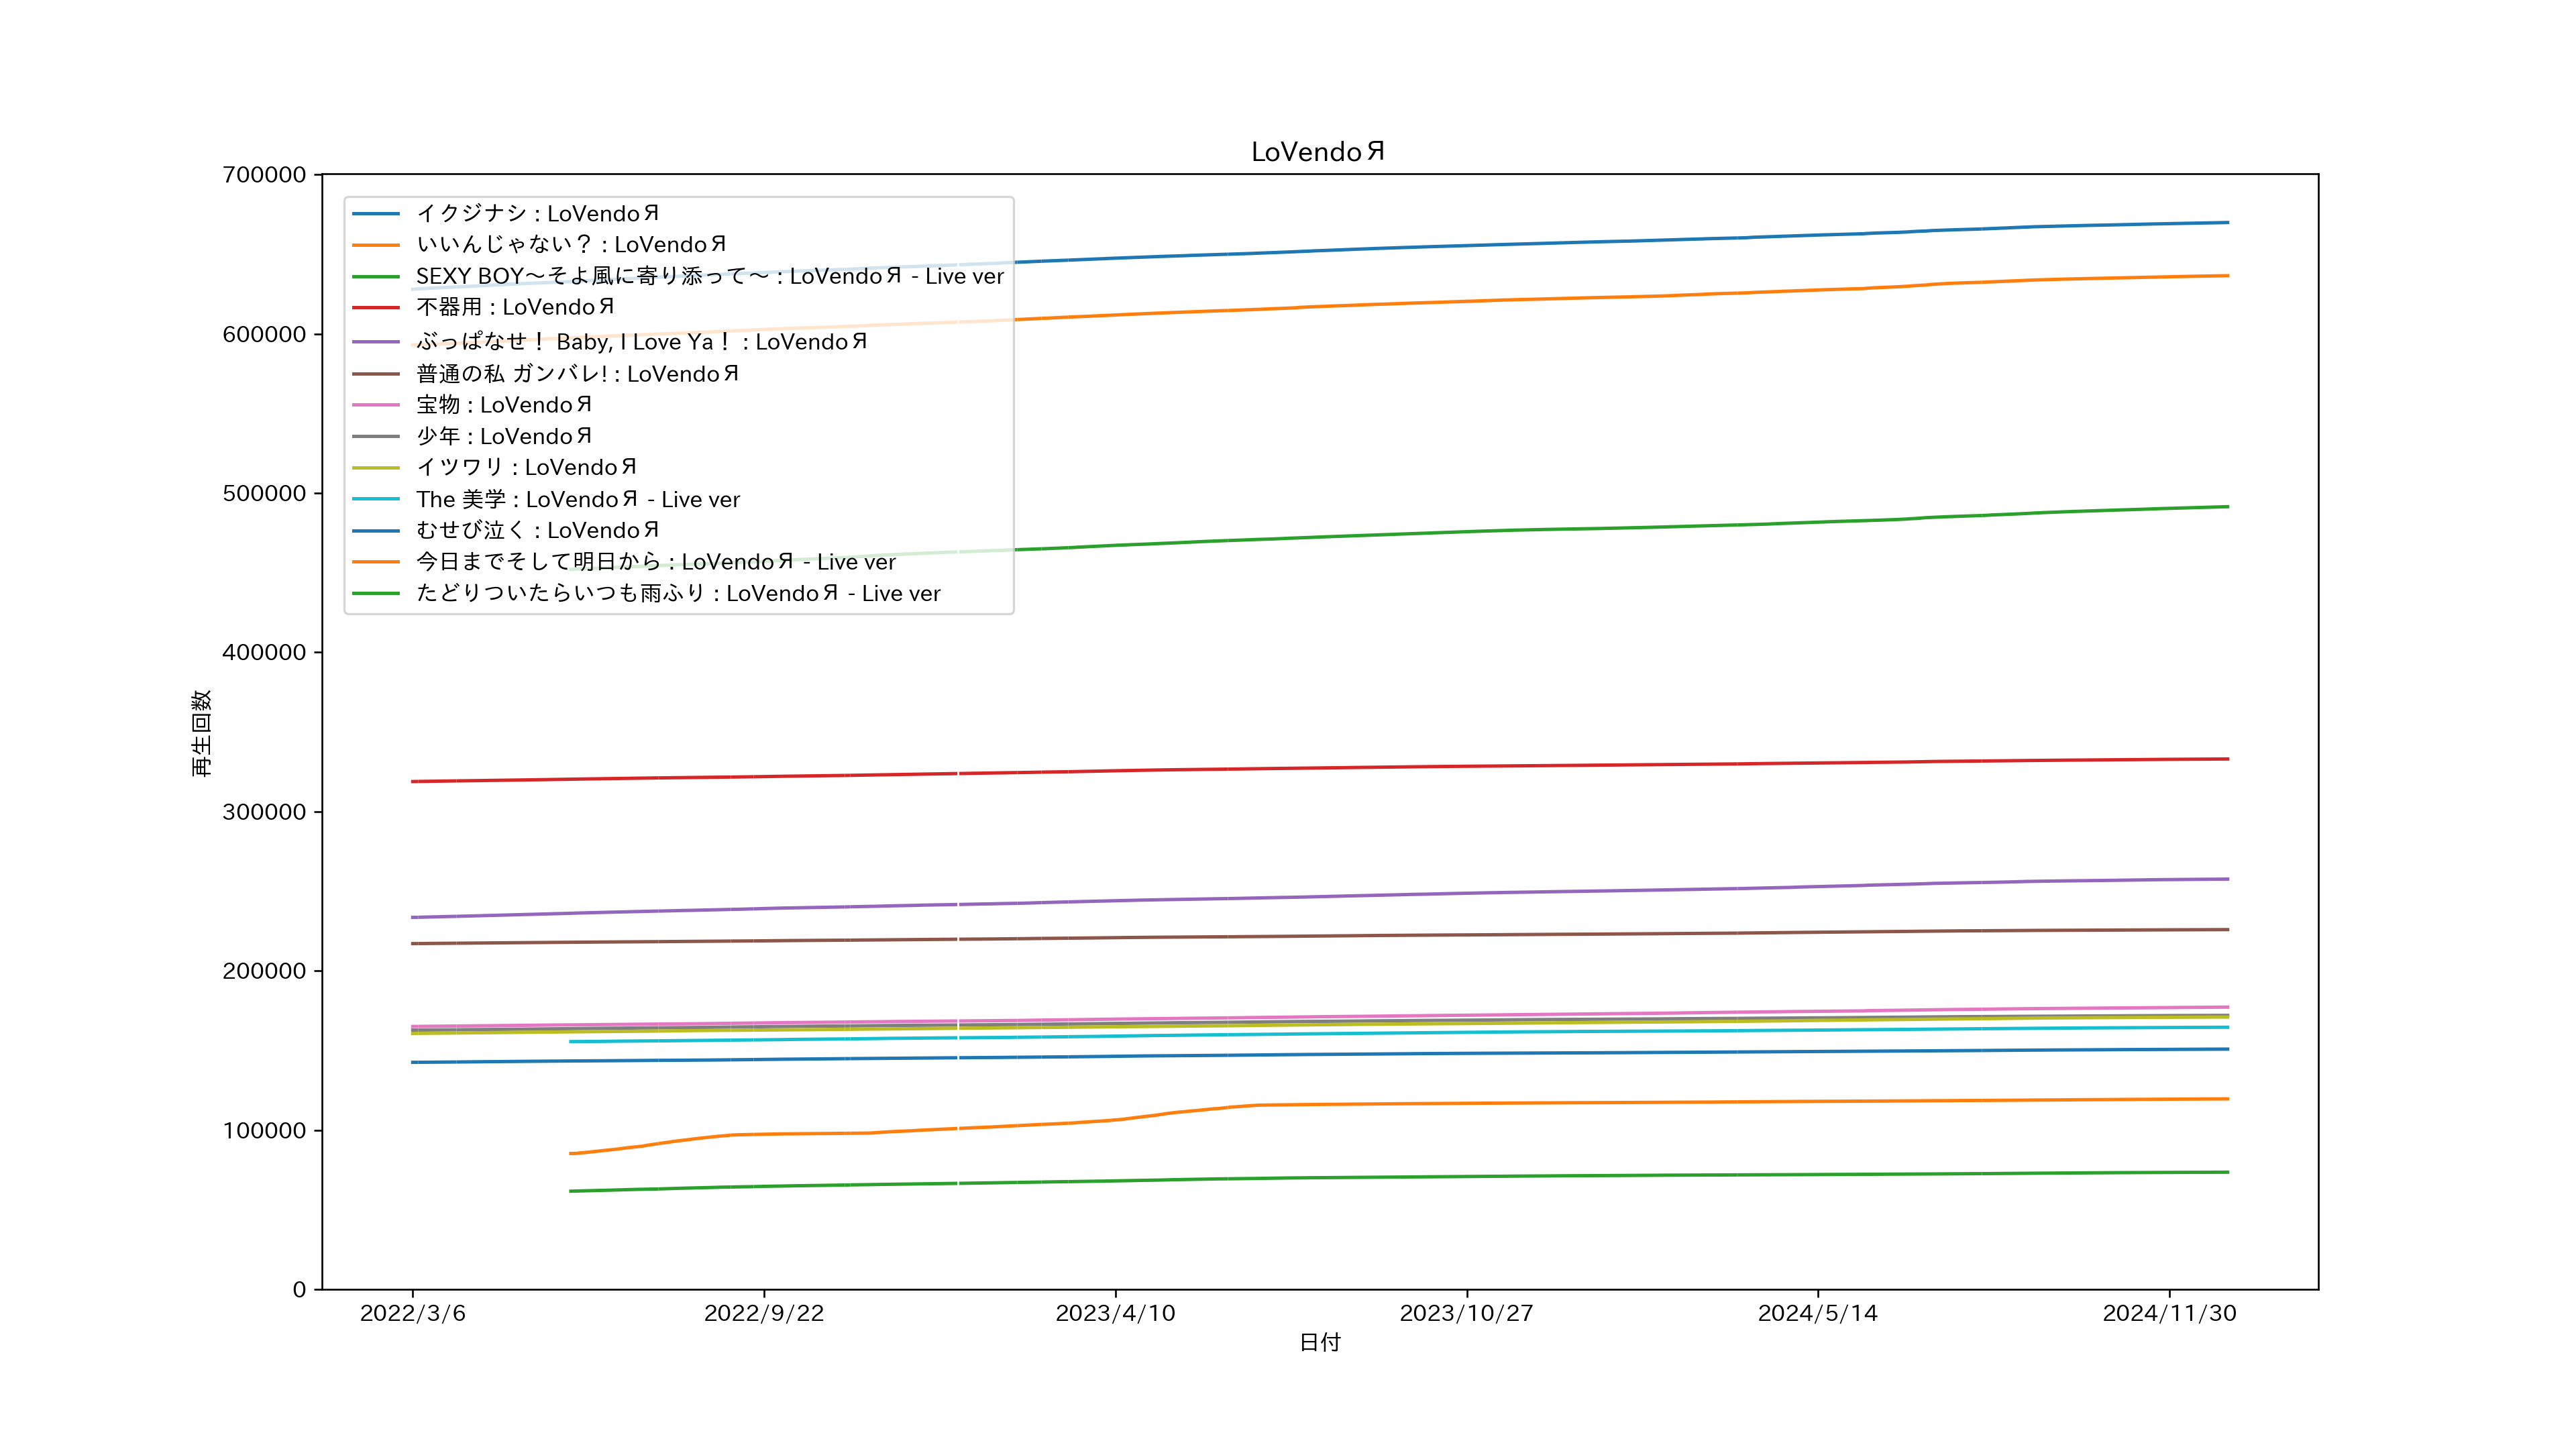 LoVendoЯ
700000
600000
500000
400000
300000
200000
100000
0
再生回数
イクジナシ : LoVendoЯ
いいんじゃない？ : LoVendoЯ
SEXY BOY～そよ風に寄り添って～ : LoVendoЯ - Live ver
不器用 : LoVendoЯ
ぶっぱなせ！ Baby, I Love Ya！ : LoVendoЯ
普通の私 ガンバレ! : LoVendoЯ
宝物 : LoVendoЯ
少年 : LoVendoЯ
イツワリ : LoVendoЯ
The 美学 : LoVendoЯ - Live ver
むせび泣く : LoVendoЯ
今日までそして明日から : LoVendoЯ - Live ver
たどりついたらいつも雨ふり : LoVendoЯ - Live ver
2022/3/6
2022/9/22
2023/4/10
2023/10/27
2024/5/14
2024/11/30
日付